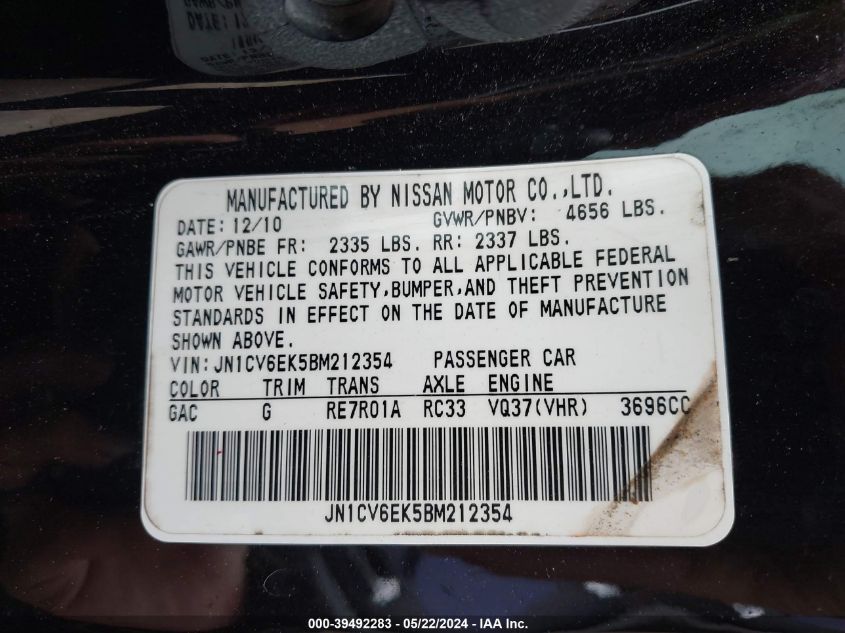 MANUFACTURED BY NISSAN MOTOR CO.,LTD.
DATE: 12/10 GVWR/PNBV: 4656 LBS.
GAWR/PNBE FR: 2335 LBS. RR: 2337 LBS.
THIS VEHICLE CONFORMS TO ALL APPLICABLE FEDERAL
MOTOR VEHICLE SAFETY,BUMPER,AND THEFT PREVENTION
STANDARDS IN EFFECT ON THE DATE OF MANUFACTURE
SHOWN ABOVE.
VIN:JN1CV6EK5BM212354 PASSENGER CAR
COLOR TRIM TRANS AXLE ENGINE
GAC G RE7R01A RC33 VQ37(VHR) 3696CC
JN1CV6EK5BM212354
000-39492283 - 05/22/2024 - IAA Inc.